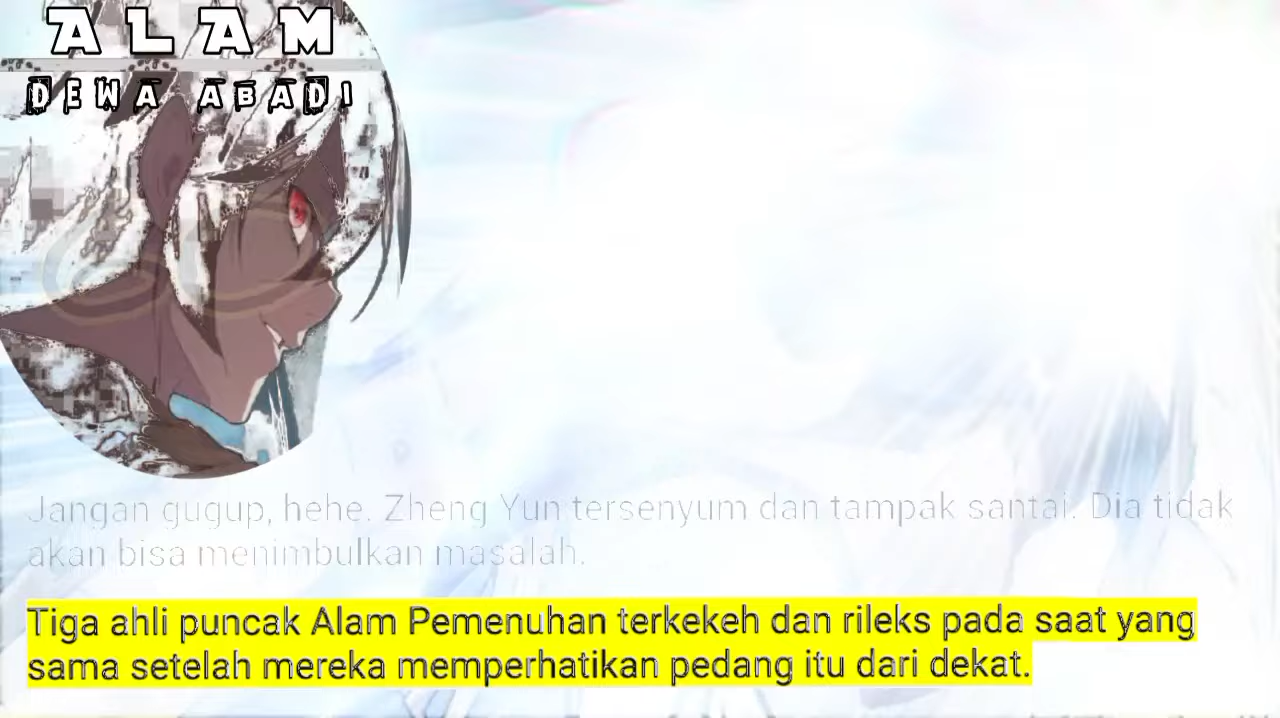 ALAM
DEWA ABADI
Jangan gugup, hehe. Zheng Yun tersenyum dan tampak santai. Dia tidak
akan bisa menimbulkan masalah.
Tiga ahli puncak Alam Pemenuhan terkekeh dan rileks pada saat yang
sama setelah mereka memperhatikan pedang itu dari dekat.